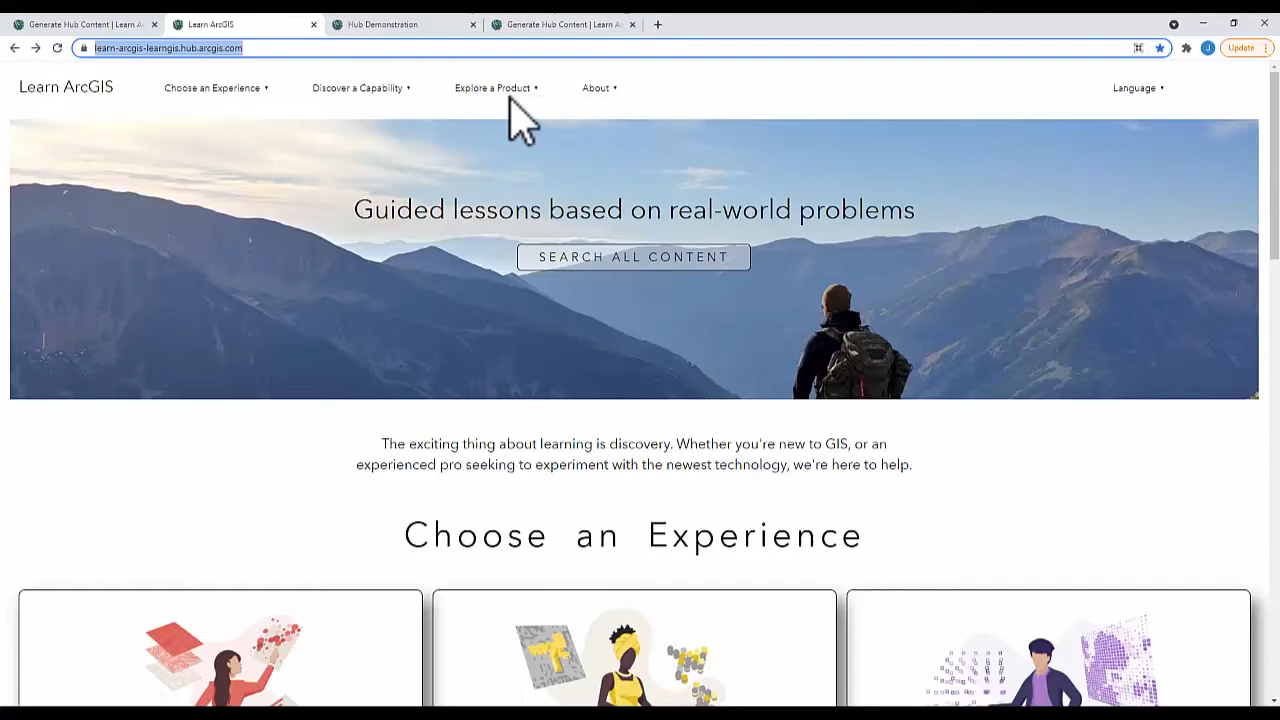 Generate Hub Content | Learn A
Learn ArcGIS
Hub Demonstration
Generate Hub Content | Learn A
learn-arcgis-learngis.hub.arcgis.com
J
Update
Learn ArcGIS
Choose an Experience
Discover a Capability
Explore a Product
About
Language
Guided lessons based on real-world problems
SEARCH ALL CONTENT
The exciting thing about learning is discovery. Whether you're new to GIS, or an
experienced pro seeking to experiment with the newest technology, we're here to help.
Choose an Experience